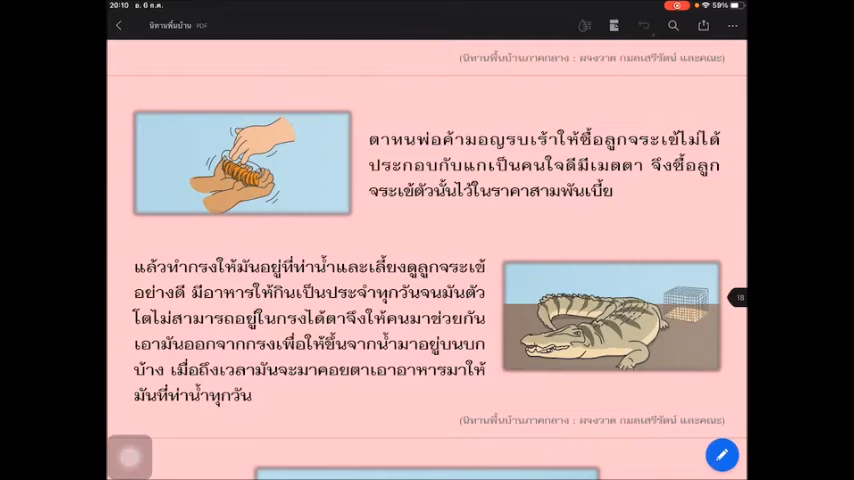 20:10 อ. 6 ก.ค.
59%
นิทานพื้นบ้าน PDF
(นิทานพื้นบ้านภาคกลาง : ผจงวาด กมลเสรีรัตน์ และคณะ)
ตาทนพ่อค้ามอญรบเร้าให้ซื้อลูกจระเข้ไม่ได้
ประกอบกับแกเป็นคนใจดีมีเมตตา จึงซื้อลูก
จระเข้ตัวนั้นไว้ในราคาสามพันเบี้ย
แล้วทำกรงให้มันอยู่ที่ท่าน้ำและเลี้ยงดูลูกจระเข้
อย่างดี มีอาหารให้กินเป็นประจำทุกวันจนมันตัว
โตไม่สามารถอยู่ในกรงได้ตาจึงให้คนมาช่วยกัน
เอามันออกจากกรงเพื่อให้ขึ้นจากน้ำมาอยู่บนบก
บ้าง เมื่อถึงเวลามันจะมาคอยตาเอาอาหารมาให้
มันที่ท่าน้ำทุกวัน
18
(นิทานพื้นบ้านภาคกลาง : ผจงวาด กมลเสรีรัตน์ และคณะ)